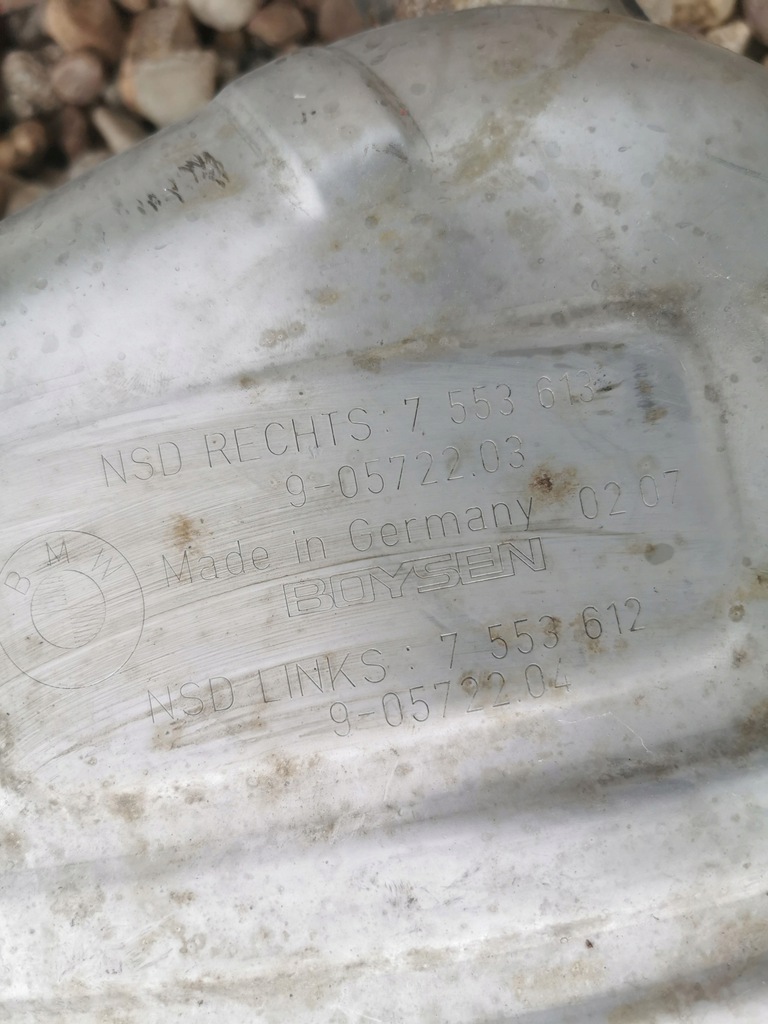 NSD RECHTS: 7 553 613
9-05722.03
Made in Germany 02 07
BMW
BOYSEN
NSD LINKS : 7 553 612
9-05722.04